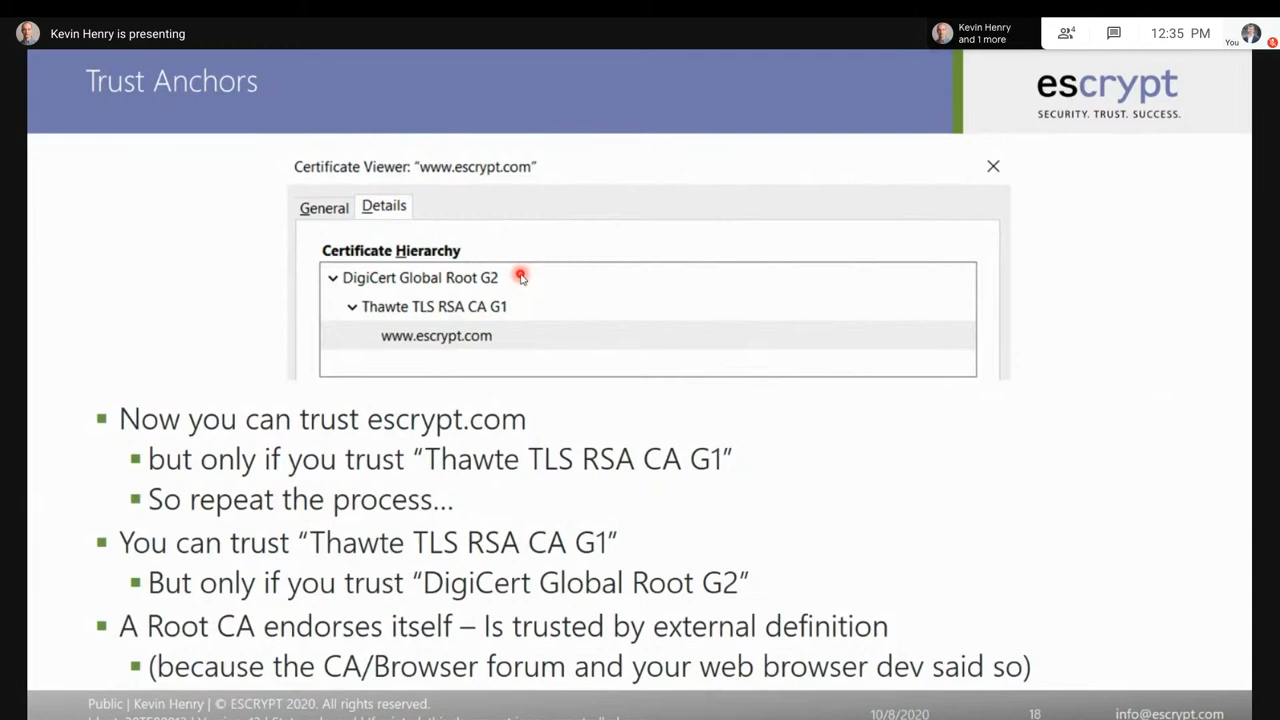 Kevin Henry is presenting
Kevin Henry
and 1 more
4
12:35 PM
You
Trust Anchors
escrypt
SECURITY. TRUST. SUCCESS.
Certificate Viewer: “www.escrypt.com”
General
Details
Certificate Hierarchy
DigiCert Global Root G2
Thawte TLS RSA CA G1
www.escrypt.com
Now you can trust escrypt.com
but only if you trust “Thawte TLS RSA CA G1”
So repeat the process...
You can trust “Thawte TLS RSA CA G1”
But only if you trust “DigiCert Global Root G2”
A Root CA endorses itself – Is trusted by external definition
(because the CA/Browser forum and your web browser dev said so)
Public | Kevin Henry | © ESCRYPT 2020. All rights reserved.
10/8/2020
18
info@escrypt.com